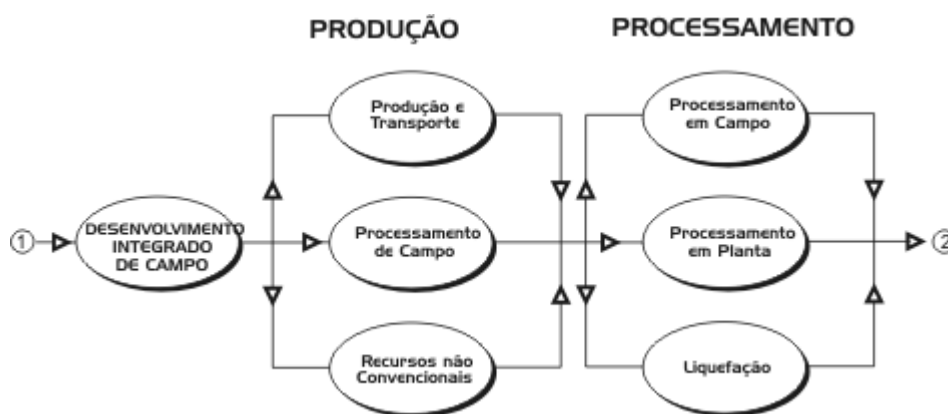 PRODUÇÃO
PROCESSAMENTO
Produção e
Transporte
Processamento
em Campo
1
DESENVOLVIMENTO
INTEGRADO
DE CAMPO
Processamento
de Campo
Processamento
em Planta
2
Recursos não
Convencionais
Liquefação